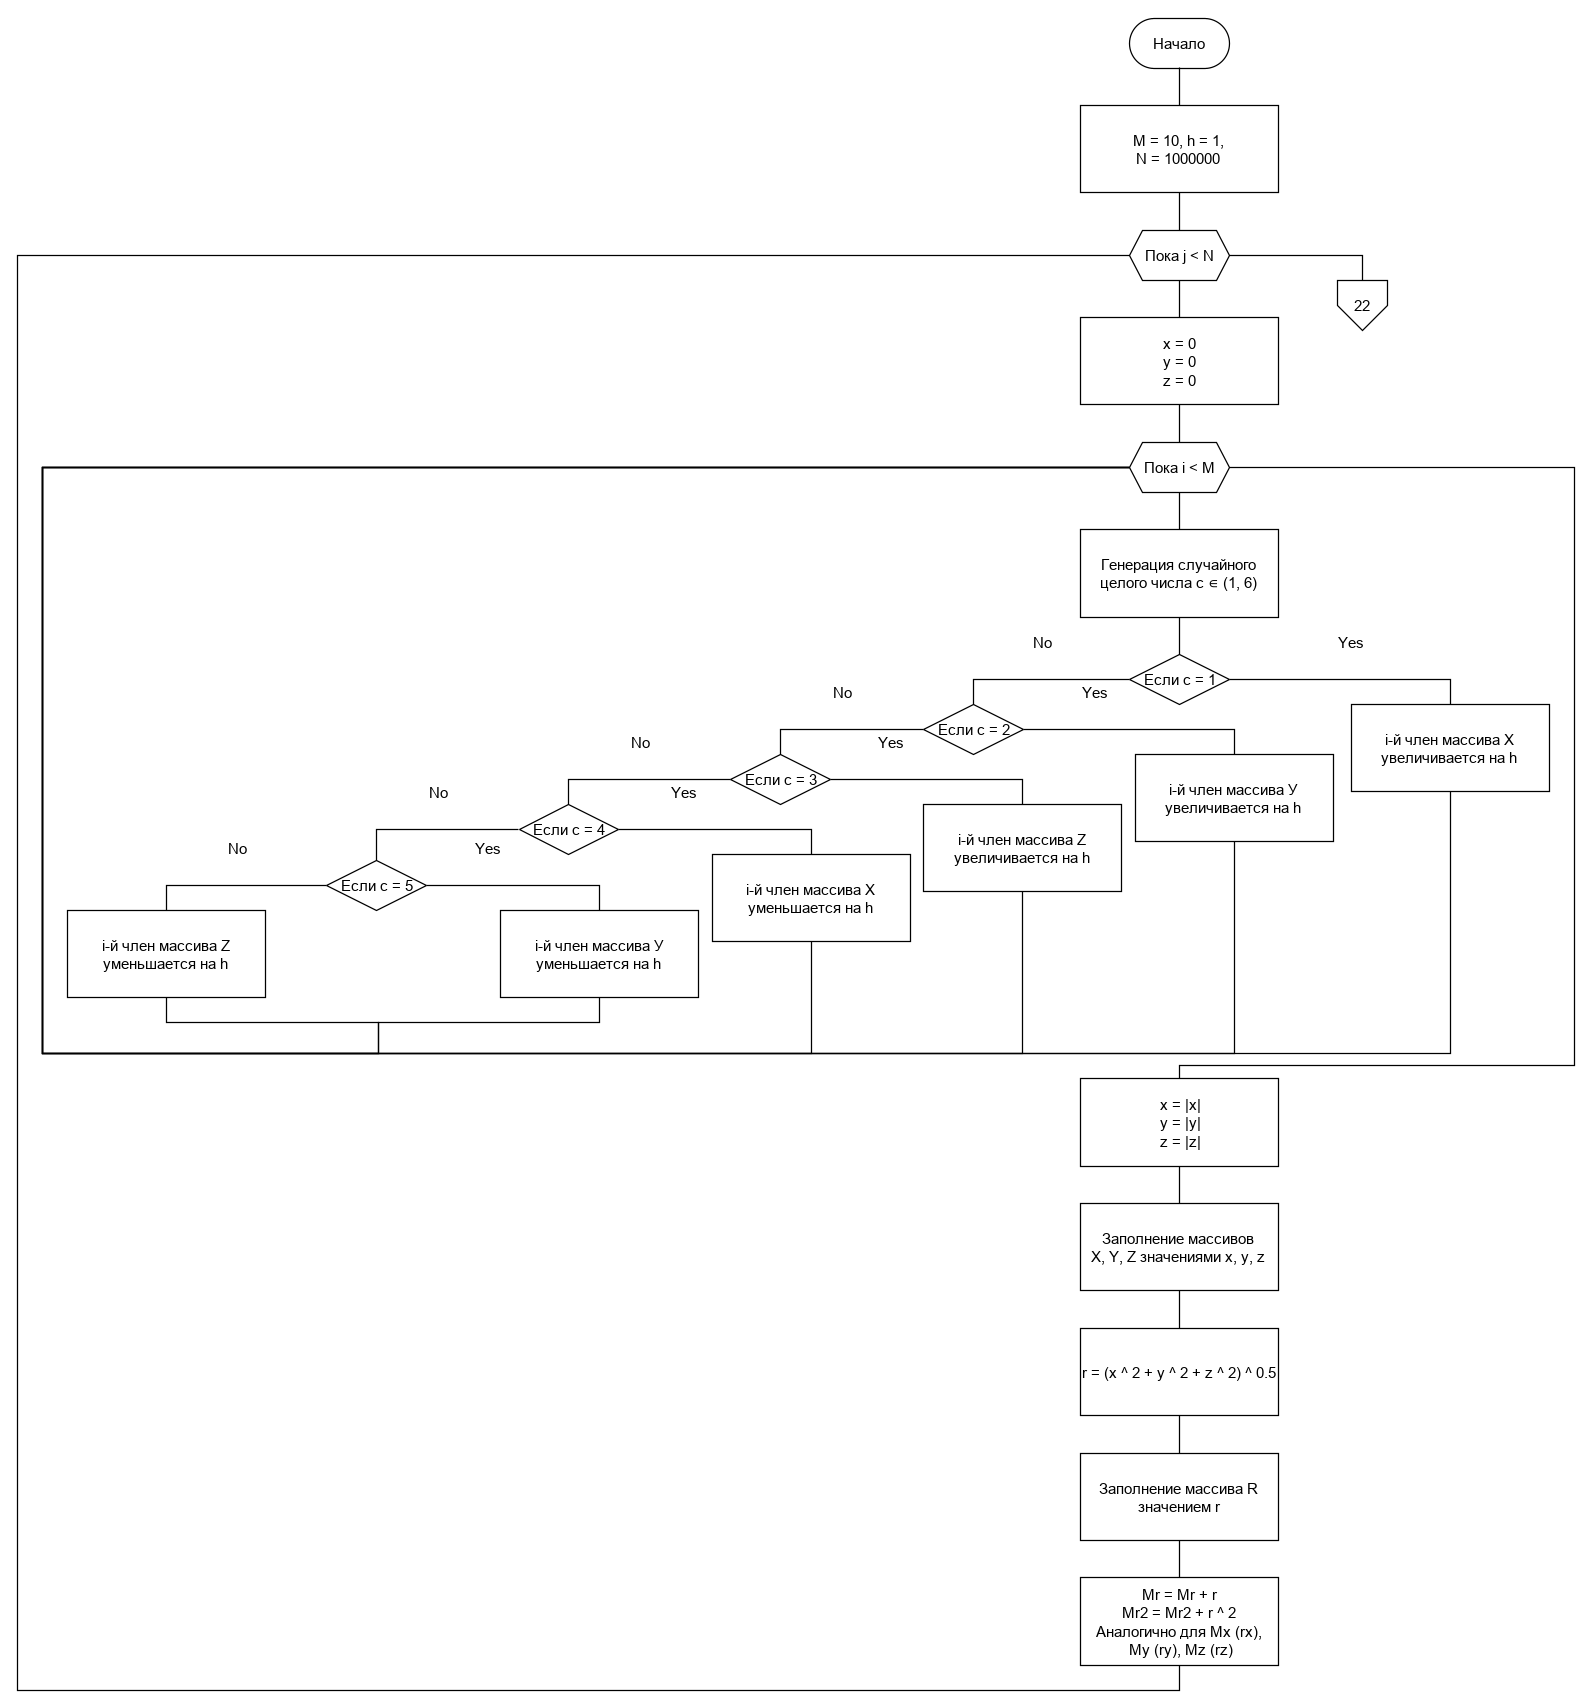 Начало
M = 10, h = 1,
N = 1000000
Пока j < N
22
x = 0
y = 0
z = 0
Пока i < M
Генерация случайного
целого числа c ∈ (1, 6)
No
Yes
Если c = 1
No
Yes
Если c = 2
i-й член массива X
увеличивается на h
No
Yes
Если c = 3
i-й член массива У
увеличивается на h
No
Yes
Если c = 4
i-й член массива Z
увеличивается на h
No
Yes
Если c = 5
i-й член массива X
уменьшается на h
i-й член массива Z
уменьшается на h
i-й член массива У
уменьшается на h
x = |x|
y = |y|
z = |z|
Заполнение массивов
X, Y, Z значениями x, y, z
r = (x ^ 2 + y ^ 2 + z ^ 2) ^ 0.5
Заполнение массива R
значением r
Mr = Mr + r
Mr2 = Mr2 + r ^ 2
Аналогично для Mx (rx),
My (ry), Mz (rz)